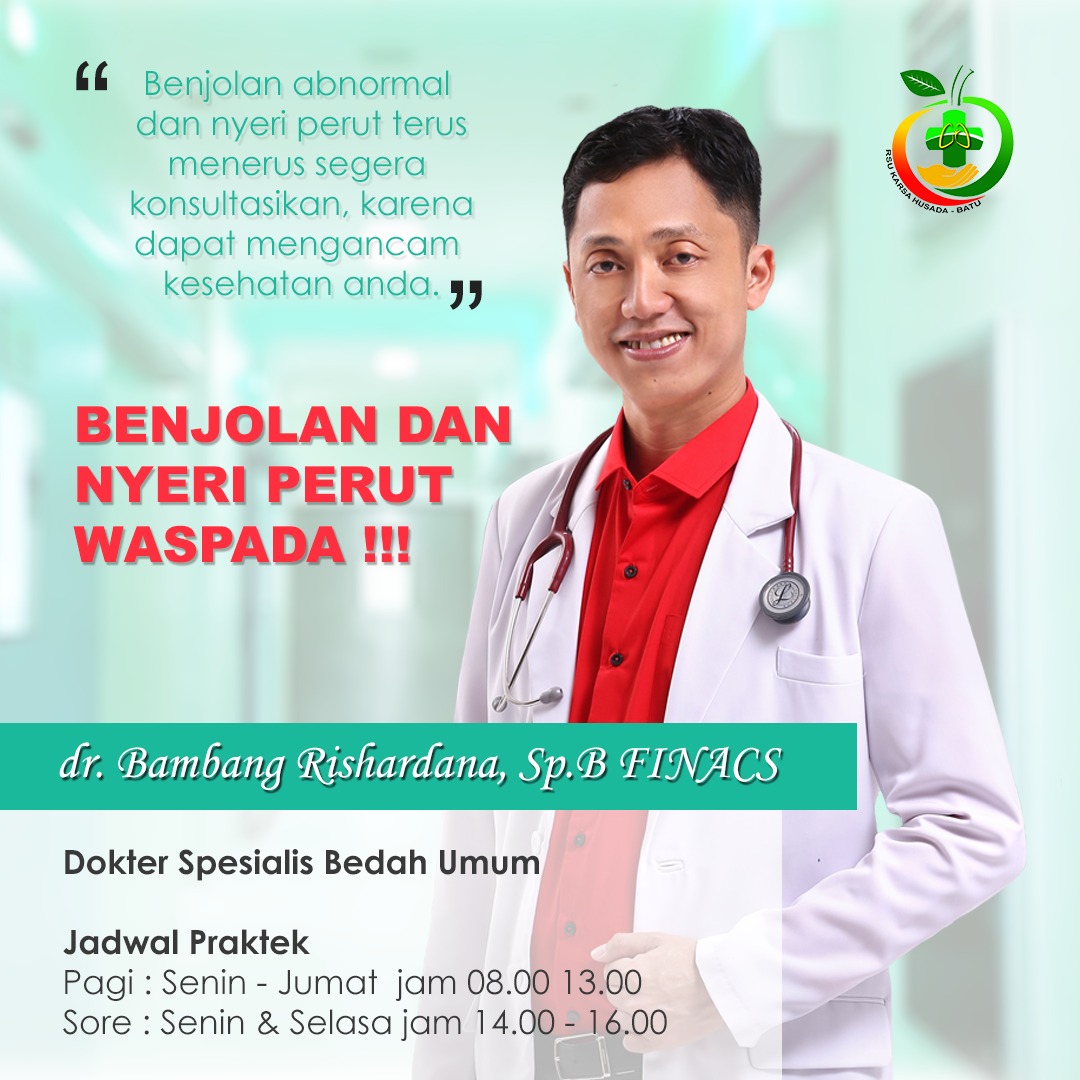 “ Benjolan abnormal
dan nyeri perut terus
menerus segera
konsultasikan, karena
dapat mengancam
kesehatan anda. ”
RSU KARSA HUSADA - BATU
BENJOLAN DAN
NYERI PERUT
WASPADA !!!
dr. Bambang Rishardana, Sp.B FINACS
Dokter Spesialis Bedah Umum
Jadwal Praktek
Pagi : Senin - Jumat jam 08.00 13.00
Sore : Senin & Selasa jam 14.00 - 16.00